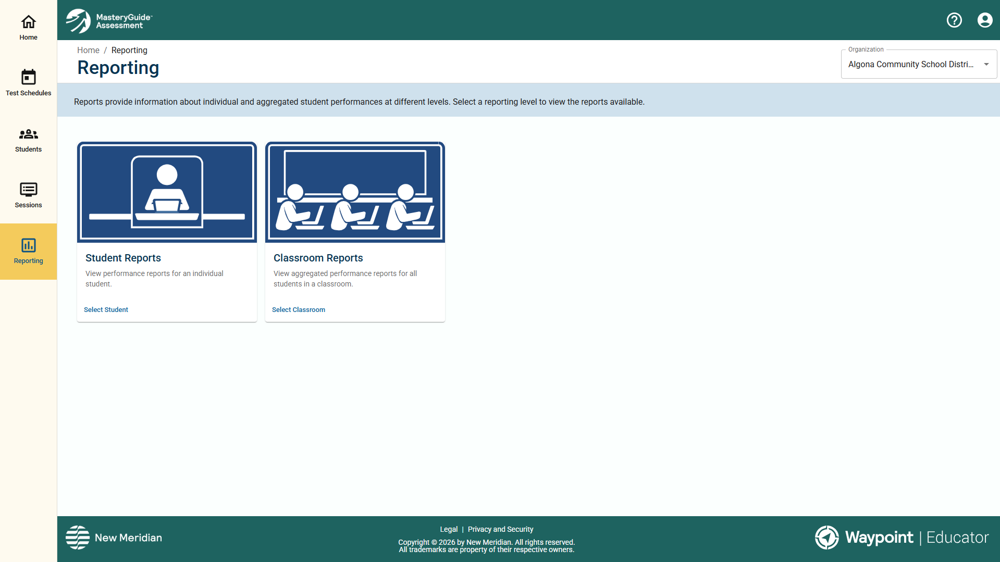 Home
Test Schedules
Students
Sessions
Reporting
MasteryGuide™
Assessment
Home / Reporting
Reporting
Organization
Algona Community School Distri...
Reports provide information about individual and aggregated student performances at different levels. Select a reporting level to view the reports available.
Student Reports
View performance reports for an individual
student.
Select Student
Classroom Reports
View aggregated performance reports for all
students in a classroom.
Select Classroom
New Meridian
Legal | Privacy and Security
Copyright © 2026 by New Meridian. All rights reserved.
All trademarks are property of their respective owners.
Waypoint | Educator